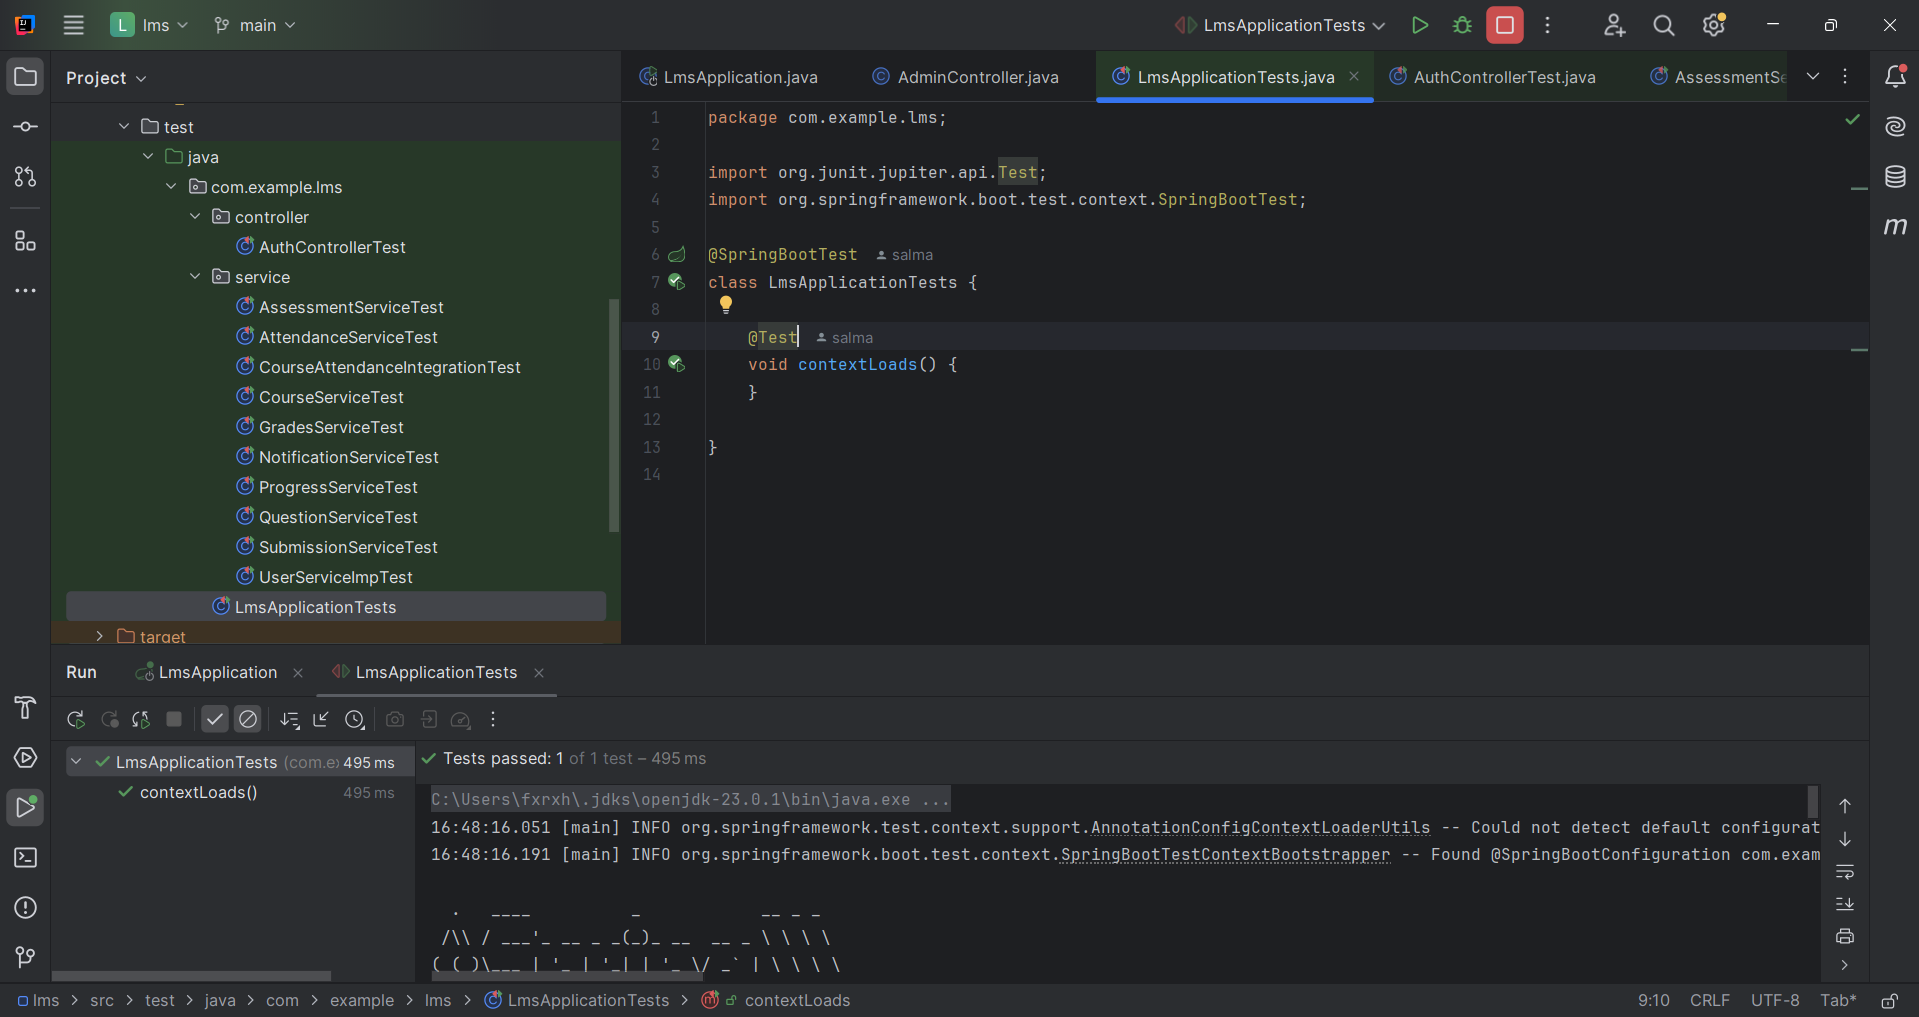 L lms main LmsApplicationTests
Project
LmsApplication.java AdminController.java LmsApplicationTests.java AuthControllerTest.java AssessmentSe
test
java
com.example.lms
controller
AuthControllerTest
service
AssessmentServiceTest
AttendanceServiceTest
CourseAttendanceIntegrationTest
CourseServiceTest
GradesServiceTest
NotificationServiceTest
ProgressServiceTest
QuestionServiceTest
SubmissionServiceTest
UserServiceImpTest
LmsApplicationTests
target
1 package com.example.lms;
2
3 import org.junit.jupiter.api.Test;
4 import org.springframework.boot.test.context.SpringBootTest;
5
6 @SpringBootTest salma
7 class LmsApplicationTests {
8
9 @Test salma
10 void contextLoads() {
11 }
12
13 }
14
Run LmsApplication LmsApplicationTests
LmsApplicationTests (com.ex 495 ms
contextLoads() 495 ms
Tests passed: 1 of 1 test – 495 ms
C:\Users\fxrxh\.jdks\openjdk-23.0.1\bin\java.exe ...
16:48:16.051 [main] INFO org.springframework.test.context.support.AnnotationConfigContextLoaderUtils -- Could not detect default configurat
16:48:16.191 [main] INFO org.springframework.boot.test.context.SpringBootTestContextBootstrapper -- Found @SpringBootConfiguration com.exam
  .   ____          _            __ _ _
 /\\ / ___'_ __ _ _(_)_ __  __ _ \ \ \ \
( ( )\___ | '_ | '_| | '_ \/ _` | \ \ \ \
lms > src > test > java > com > example > lms > LmsApplicationTests > contextLoads
9:10 CRLF UTF-8 Tab*